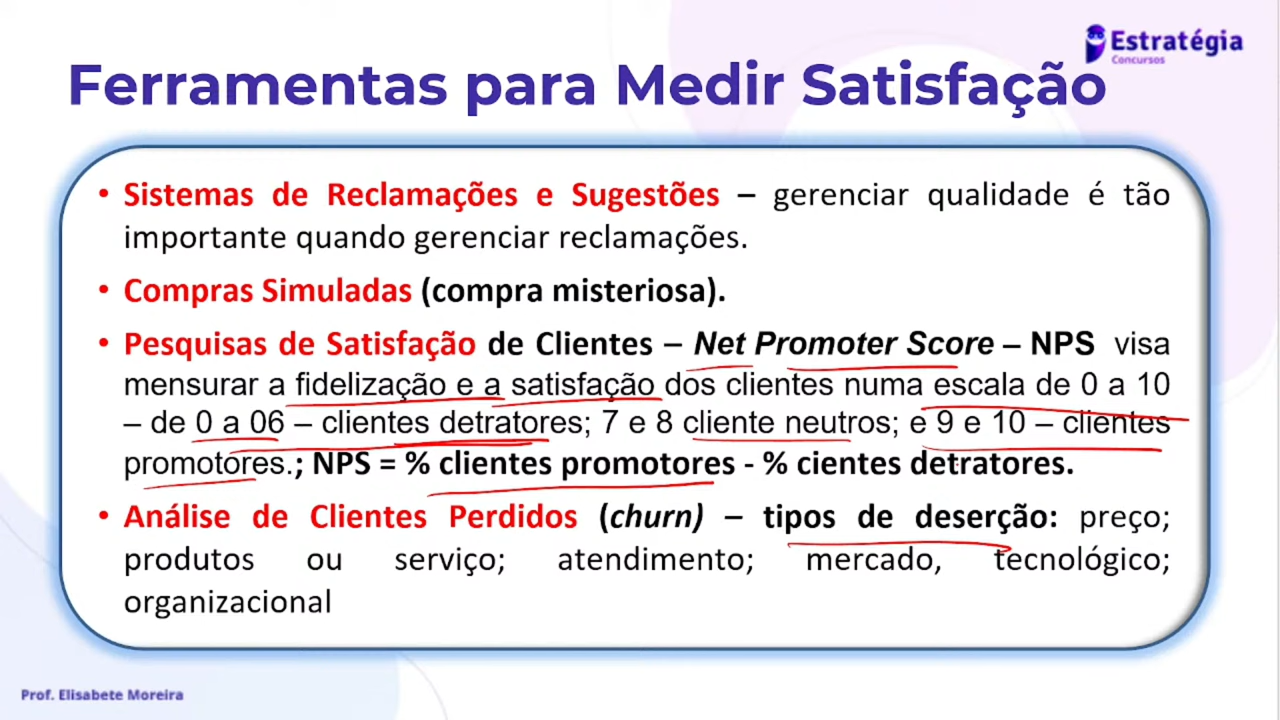 Estratégia
Concursos
Ferramentas para Medir Satisfação
• Sistemas de Reclamações e Sugestões – gerenciar qualidade é tão
importante quando gerenciar reclamações.
• Compras Simuladas (compra misteriosa).
• Pesquisas de Satisfação de Clientes – Net Promoter Score – NPS visa
mensurar a fidelização e a satisfação dos clientes numa escala de 0 a 10
– de 0 a 06 – clientes detratores; 7 e 8 cliente neutros; e 9 e 10 – clientes
promotores.; NPS = % clientes promotores - % cientes detratores.
• Análise de Clientes Perdidos (churn) – tipos de deserção: preço;
produtos ou serviço; atendimento; mercado, tecnológico;
organizacional
Prof. Elisabete Moreira